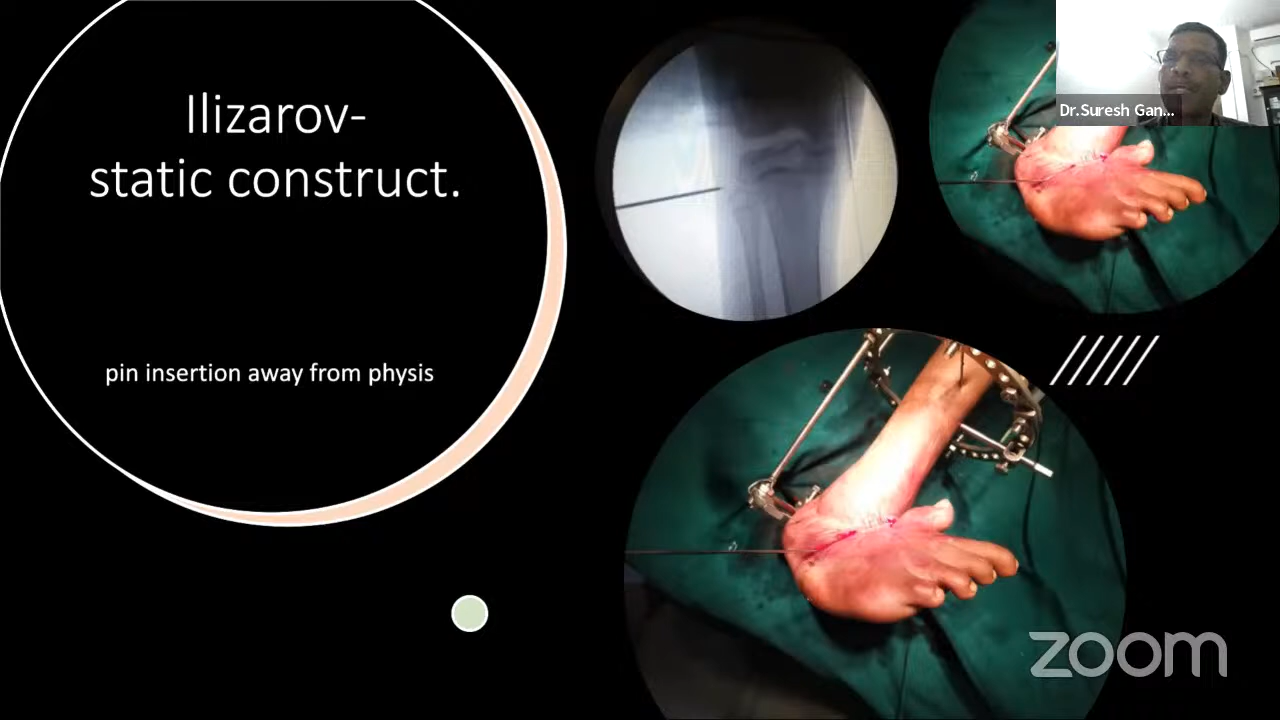 Ilizarov-
static construct.
pin insertion away from physis
Dr.Suresh Gan...
zoom